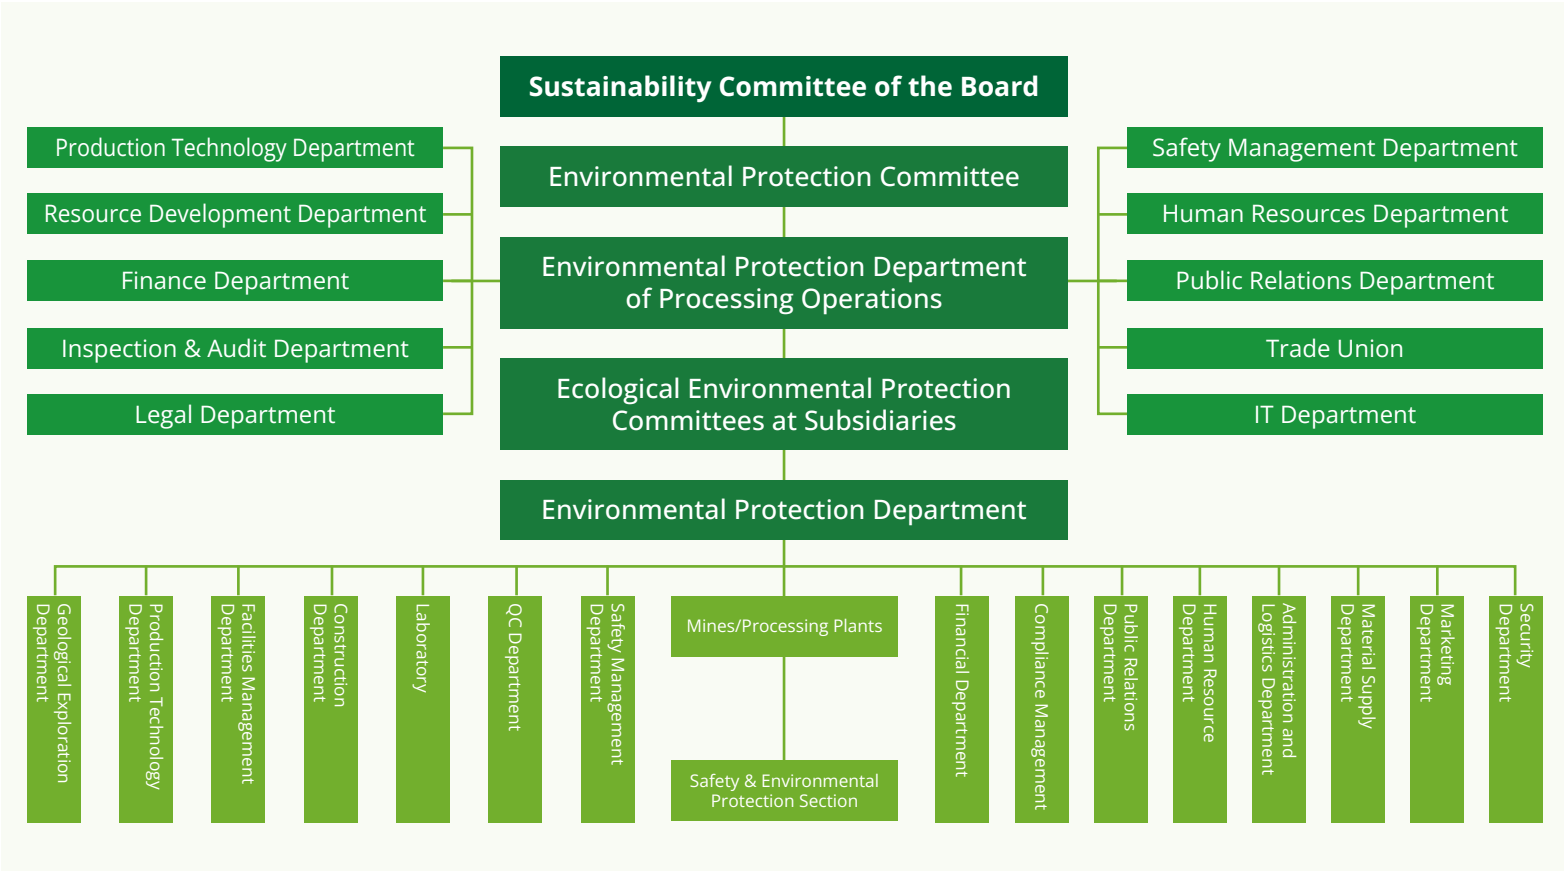 Sustainability Committee of the Board
Environmental Protection Committee
Environmental Protection Department
of Processing Operations
Ecological Environmental Protection
Committees at Subsidiaries
Environmental Protection Department
Production Technology Department
Resource Development Department
Finance Department
Inspection & Audit Department
Legal Department
Safety Management Department
Human Resources Department
Public Relations Department
Trade Union
IT Department
Geological Exploration
Department
Production Technology
Department
Facilities Management
Department
Construction
Department
Laboratory
QC Department
Safety Management
Department
Mines/Processing Plants
Safety & Environmental
Protection Section
Financial Department
Compliance Management
Public Relations
Department
Human Resource
Department
Administration and
Logistics Department
Material Supply
Department
Marketing
Department
Security
Department